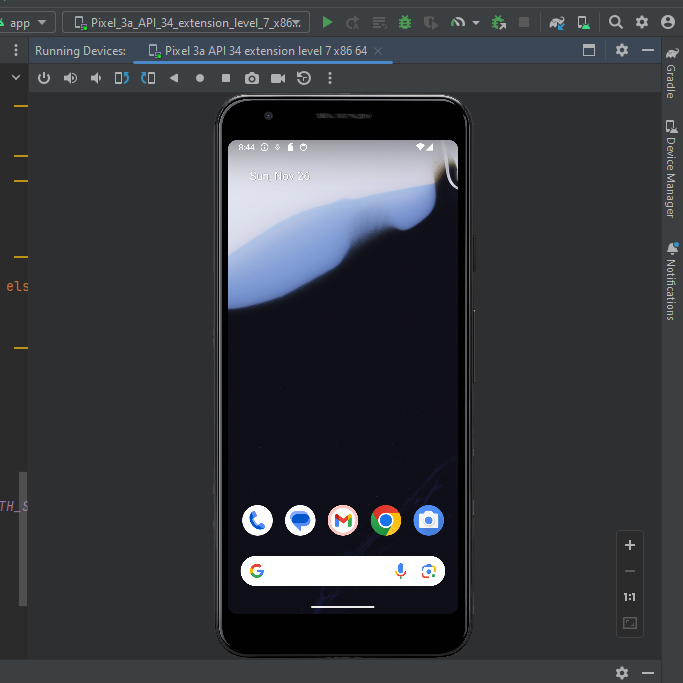 app
Pixel_3a_API_34_extension_level_7_x86...
Running Devices:
Pixel 3a API 34 extension level 7 x86 64
Gradle
Device Manager
Notifications
8:44
Sun, Nov 26
els
TH_S
1:1